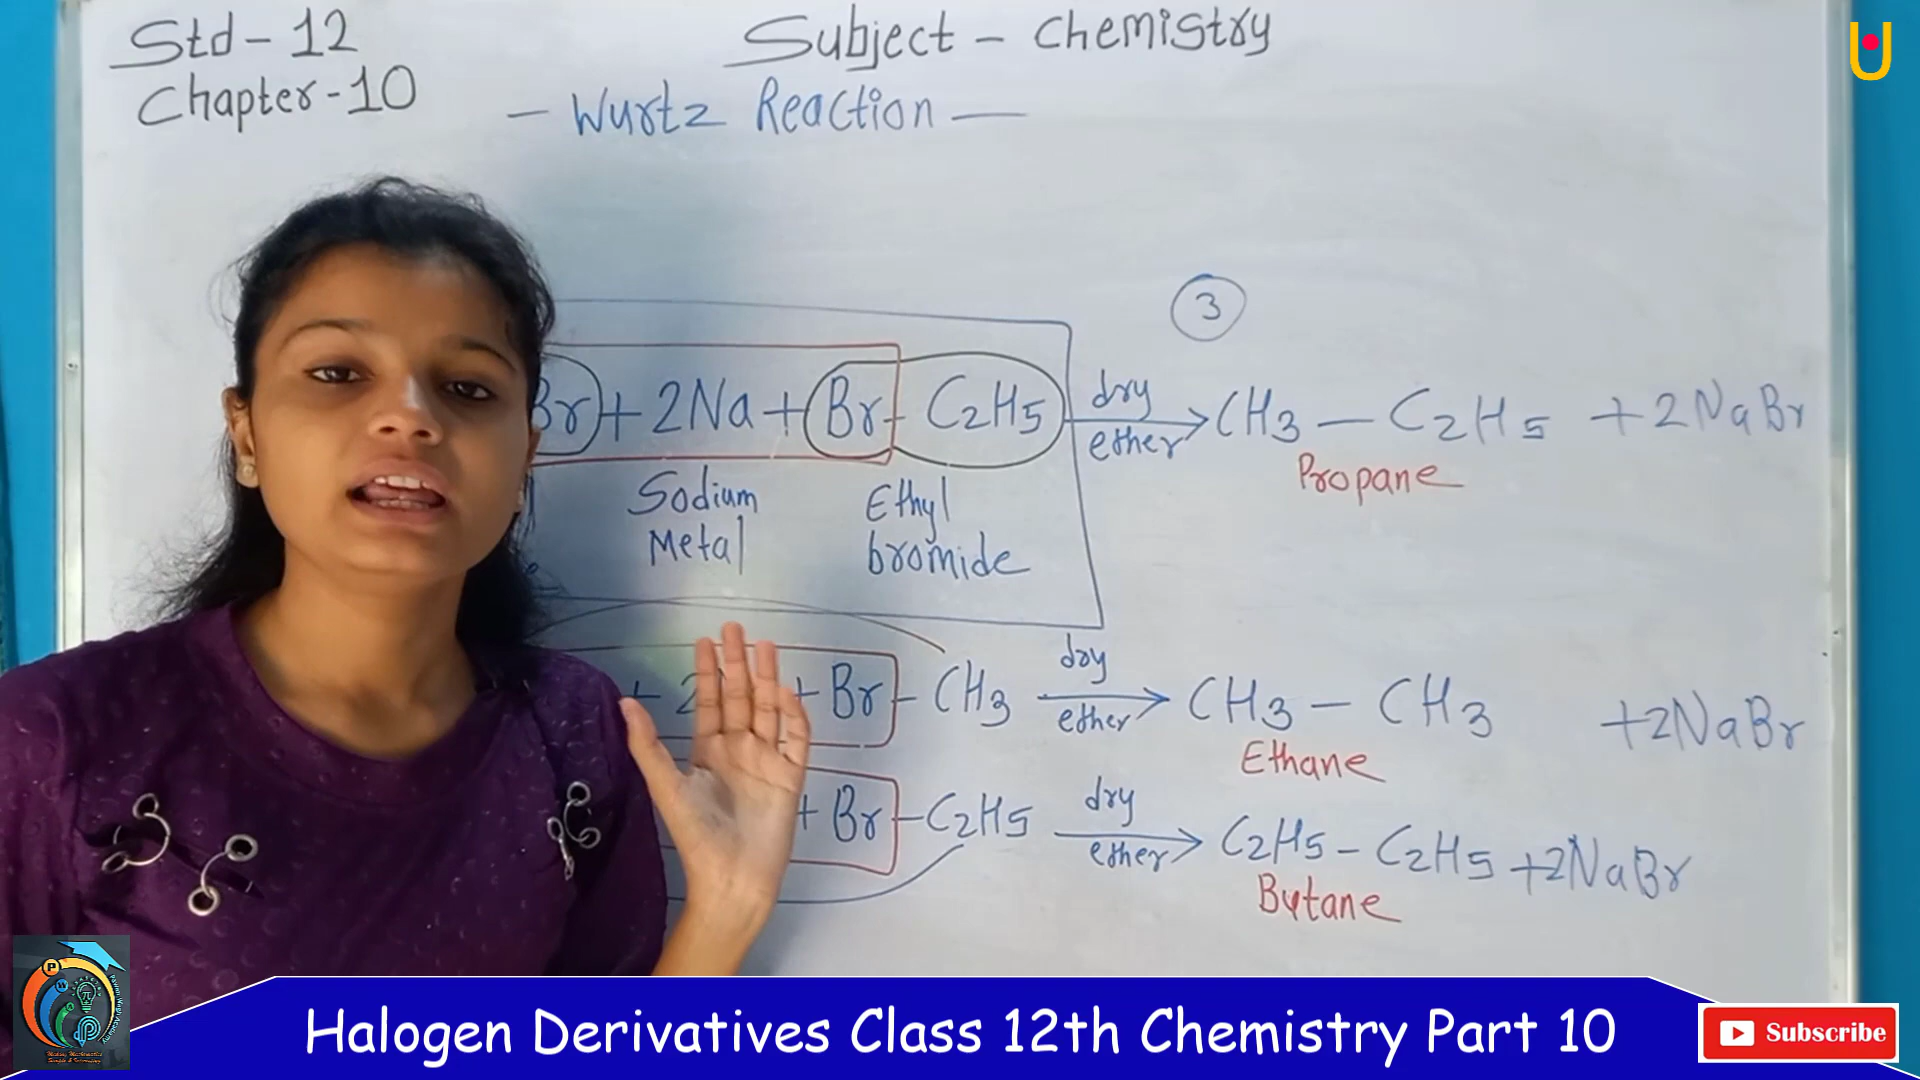 Std - 12
Subject - Chemistry
Chapter - 10
- Wurtz Reaction -
3
Br + 2Na + Br - C2H5 dry ether → CH3 - C2H5 + 2NaBr
Propane
Sodium Metal
Ethyl bromide
+ 2 + Br - CH3 dry ether → CH3 - CH3 + 2NaBr
Ethane
+ Br - C2H5 dry ether → C2H5 - C2H5 + 2NaBr
Butane
Halogen Derivatives Class 12th Chemistry Part 10
Subscribe